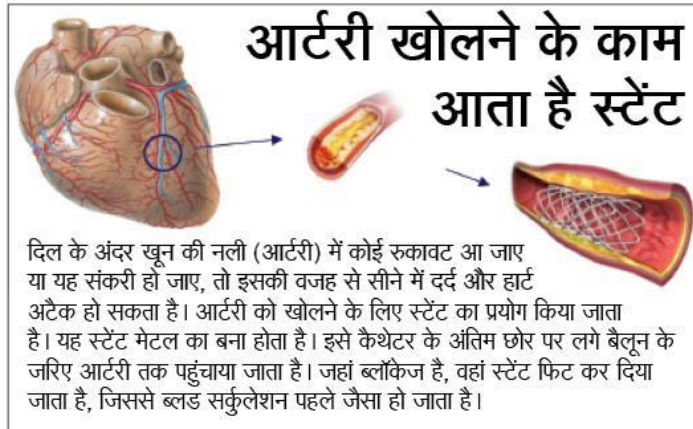 आर्टरी खोलने के काम
आता है स्टेंट
दिल के अंदर खून की नली (आर्टरी) में कोई रुकावट आ जाए
या यह संकरी हो जाए, तो इसकी वजह से सीने में दर्द और हार्ट
अटैक हो सकता है। आर्टरी को खोलने के लिए स्टेंट का प्रयोग किया जाता
है। यह स्टेंट मेटल का बना होता है। इसे कैथेटर के अंतिम छोर पर लगे बैलून के
जरिए आर्टरी तक पहुंचाया जाता है। जहां ब्लॉकेज है, वहां स्टेंट फिट कर दिया
जाता है, जिससे ब्लड सर्कुलेशन पहले जैसा हो जाता है।